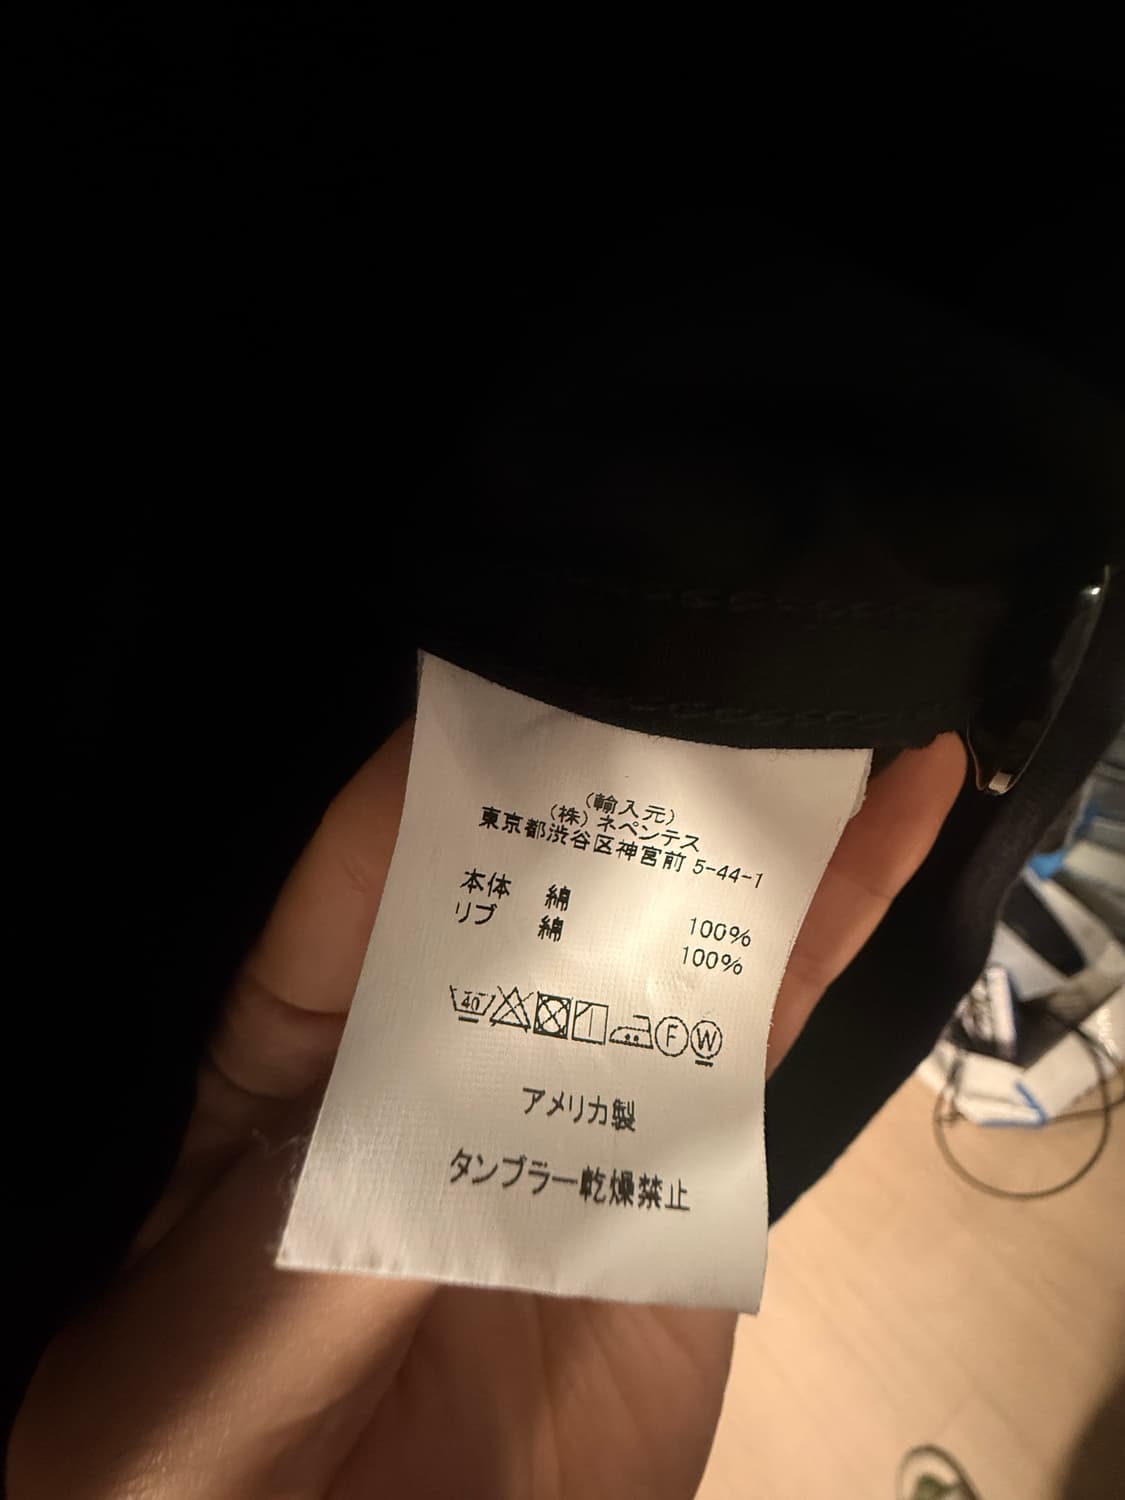 (輸入元)
(株) ネペンテス
東京都渋谷区神宮前 5-44-1
本体 綿 100%
リブ 綿 100%
40 F W
アメリカ製
タンブラー乾燥禁止